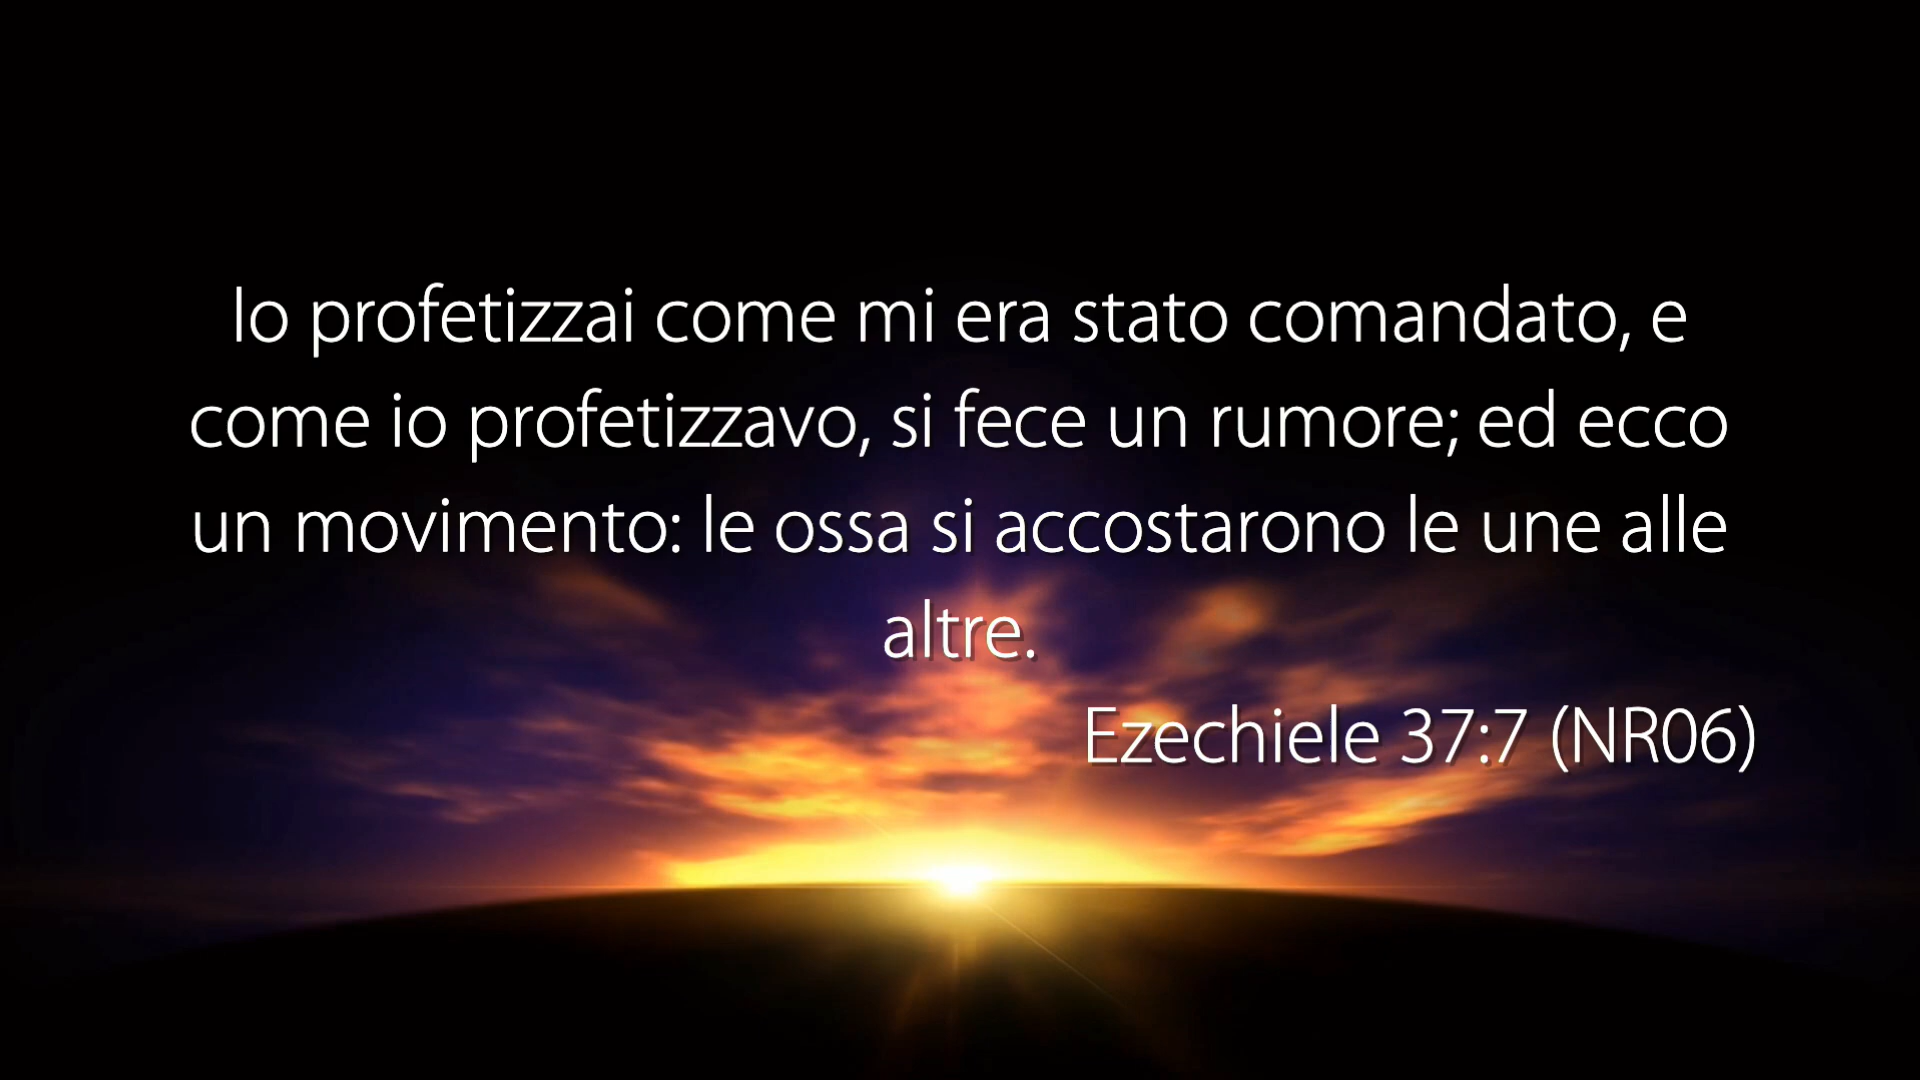 Io profetizzai come mi era stato comandato, e
come io profetizzavo, si fece un rumore; ed ecco
un movimento: le ossa si accostarono le une alle
altre.
Ezechiele 37:7 (NR06)